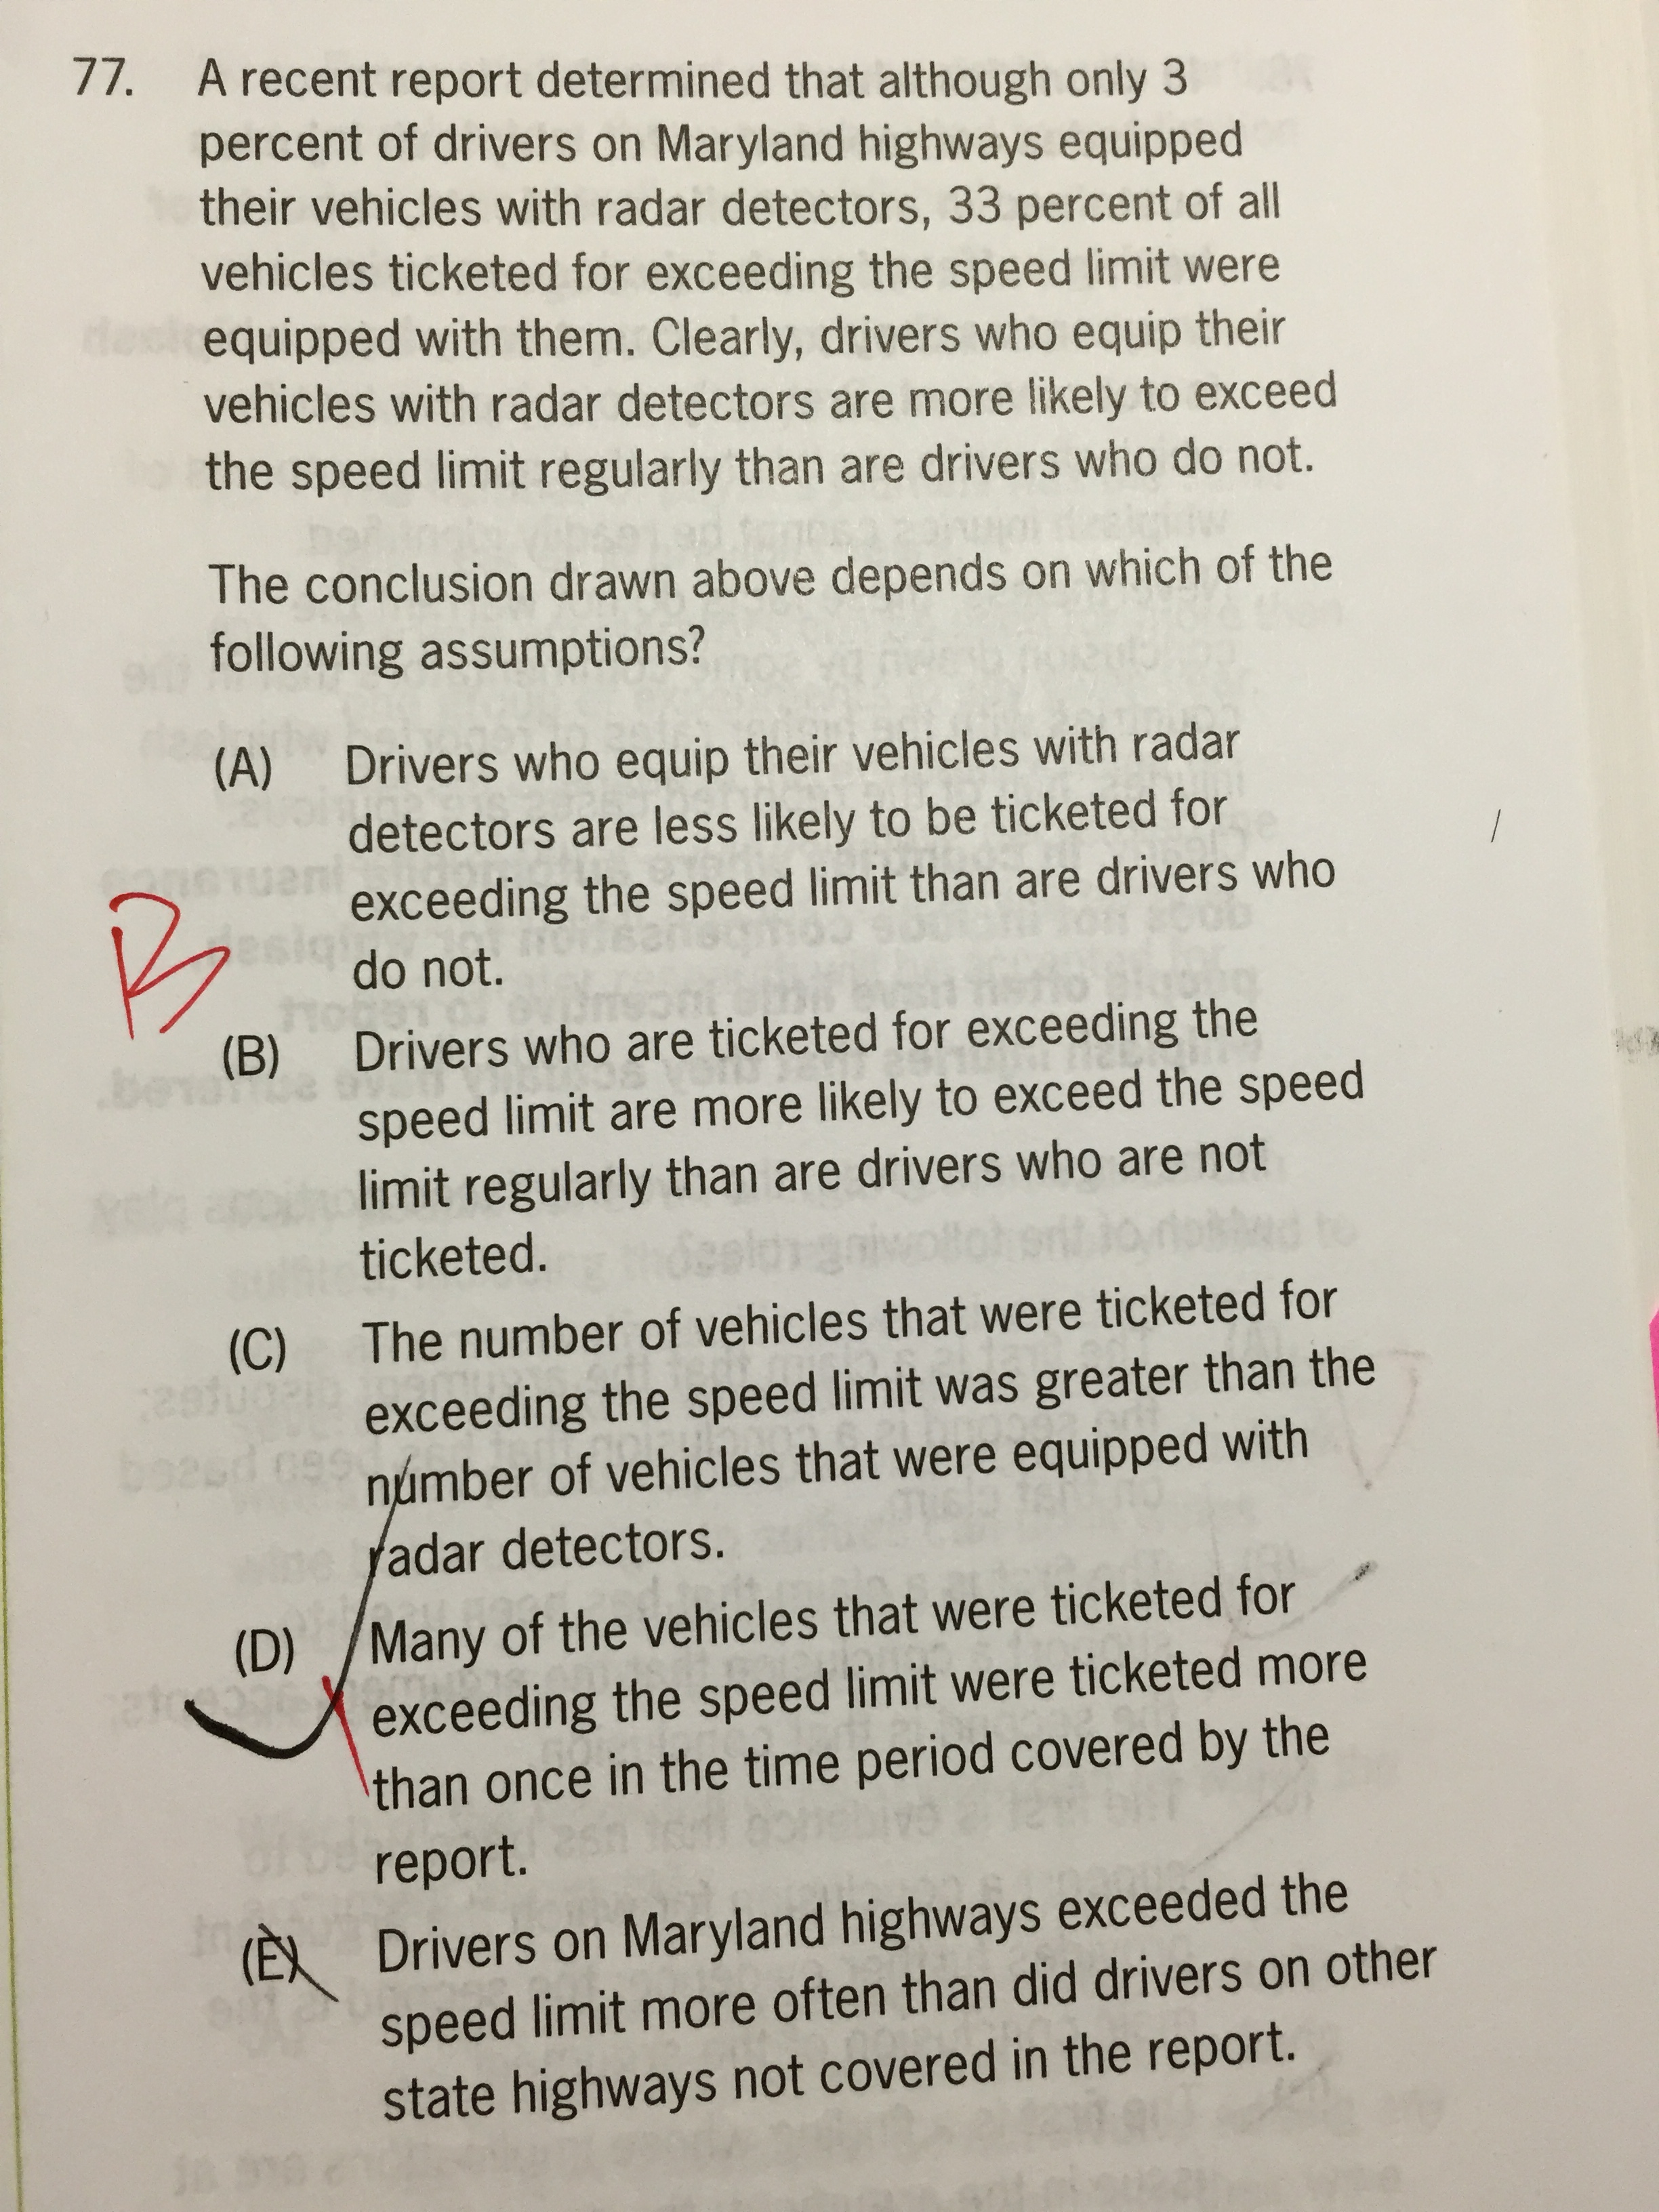 77. A recent report determined that although only 3
percent of drivers on Maryland highways equipped
their vehicles with radar detectors, 33 percent of all
vehicles ticketed for exceeding the speed limit were
equipped with them. Clearly, drivers who equip their
vehicles with radar detectors are more likely to exceed
the speed limit regularly than are drivers who do not.
The conclusion drawn above depends on which of the
following assumptions?
(A) Drivers who equip their vehicles with radar
detectors are less likely to be ticketed for
exceeding the speed limit than are drivers who
do not.
B
(B) Drivers who are ticketed for exceeding the
speed limit are more likely to exceed the speed
limit regularly than are drivers who are not
ticketed.
(C) The number of vehicles that were ticketed for
exceeding the speed limit was greater than the
number of vehicles that were equipped with
radar detectors.
(D) Many of the vehicles that were ticketed for
exceeding the speed limit were ticketed more
than once in the time period covered by the
report.
(E) Drivers on Maryland highways exceeded the
speed limit more often than did drivers on other
state highways not covered in the report.